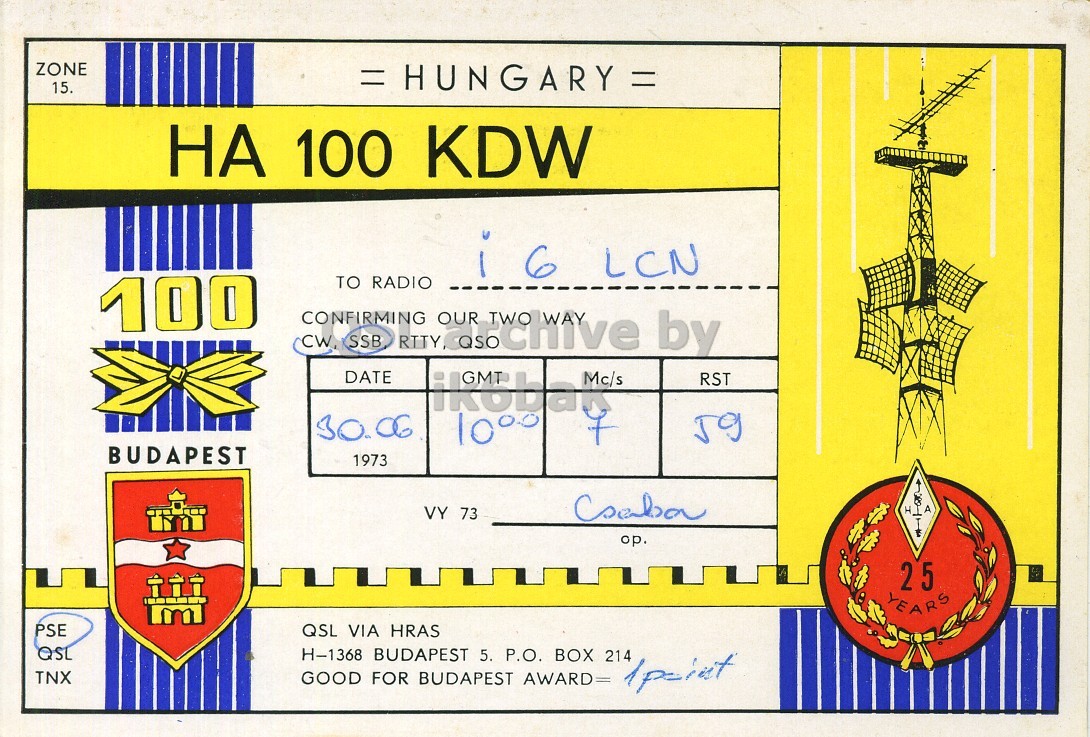 ZONE
15.
= HUNGARY =
HA 100 KDW
100
BUDAPEST
TO RADIO i 6 LCN
CONFIRMING OUR TWO WAY
CW, SSB, RTTY, QSO
QSL archive by
ik6bak
DATE GMT Mc/s RST
30.06. 10°°° 7 59
1973
VY 73 Csaba
op.
H A
T
25
YEARS
PSE
QSL
TNX
QSL VIA HRAS
H-1368 BUDAPEST 5. P.O. BOX 214
GOOD FOR BUDAPEST AWARD= 1 point